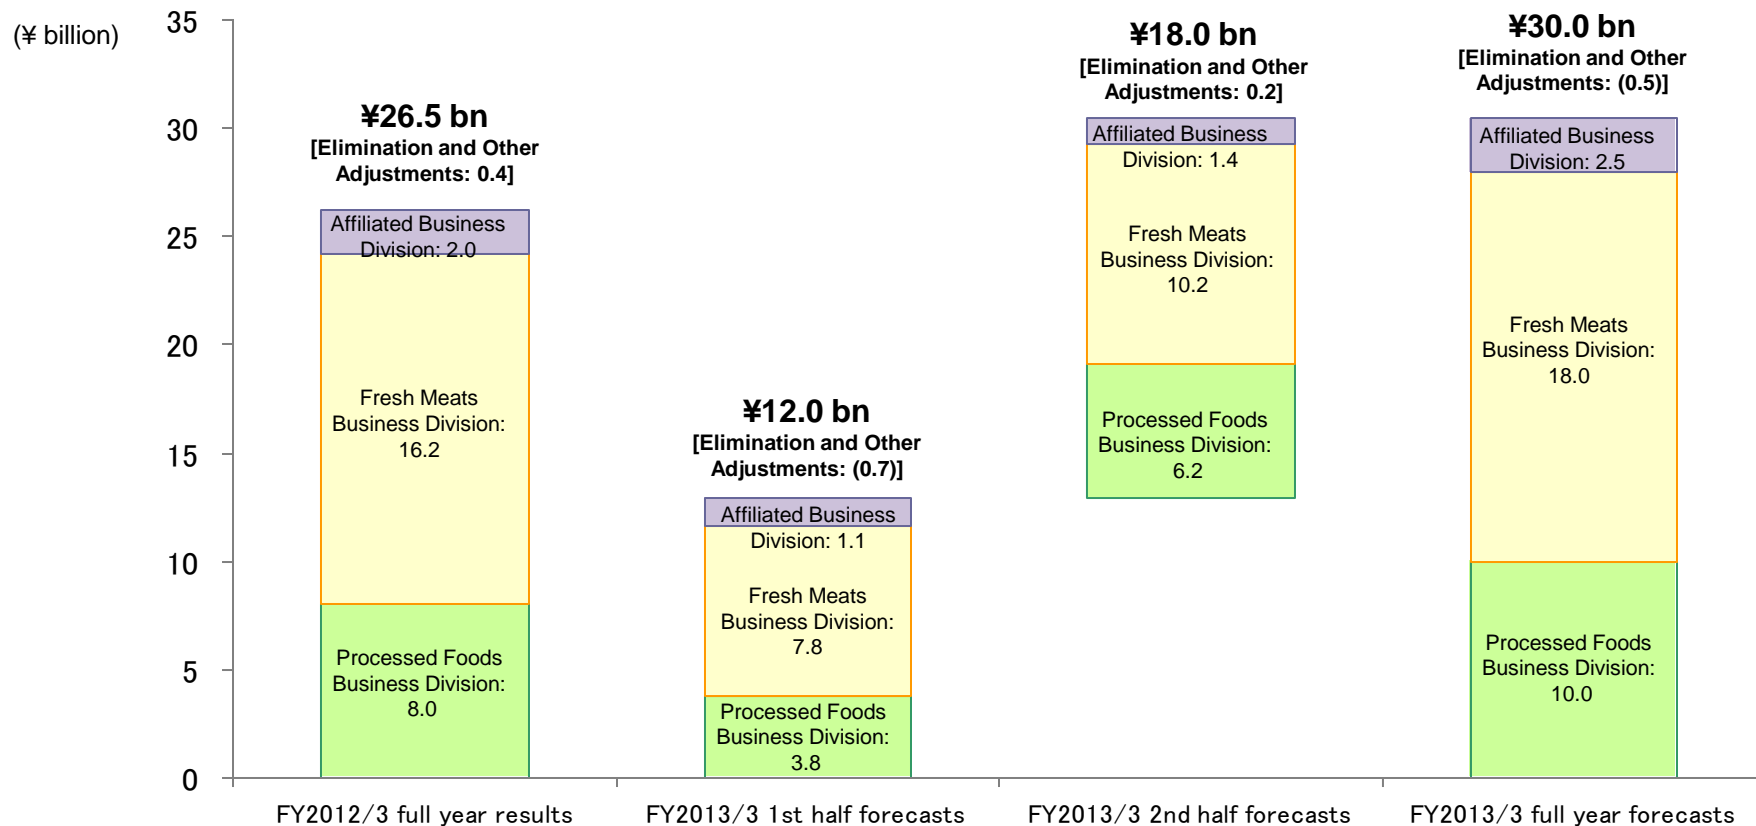 (¥ billion)
35
30
25
20
15
10
5
0
¥26.5 bn
[Elimination and Other
Adjustments: 0.4]
Affiliated Business
Division: 2.0
Fresh Meats
Business Division:
16.2
Processed Foods
Business Division:
8.0
¥12.0 bn
[Elimination and Other
Adjustments: (0.7)]
Affiliated Business
Division: 1.1
Fresh Meats
Business Division:
7.8
Processed Foods
Business Division:
3.8
¥18.0 bn
[Elimination and Other
Adjustments: 0.2]
Affiliated Business
Division: 1.4
Fresh Meats
Business Division:
10.2
Processed Foods
Business Division:
6.2
¥30.0 bn
[Elimination and Other
Adjustments: (0.5)]
Affiliated Business
Division: 2.5
Fresh Meats
Business Division:
18.0
Processed Foods
Business Division:
10.0
FY2012/3 full year results
FY2013/3 1st half forecasts
FY2013/3 2nd half forecasts
FY2013/3 full year forecasts